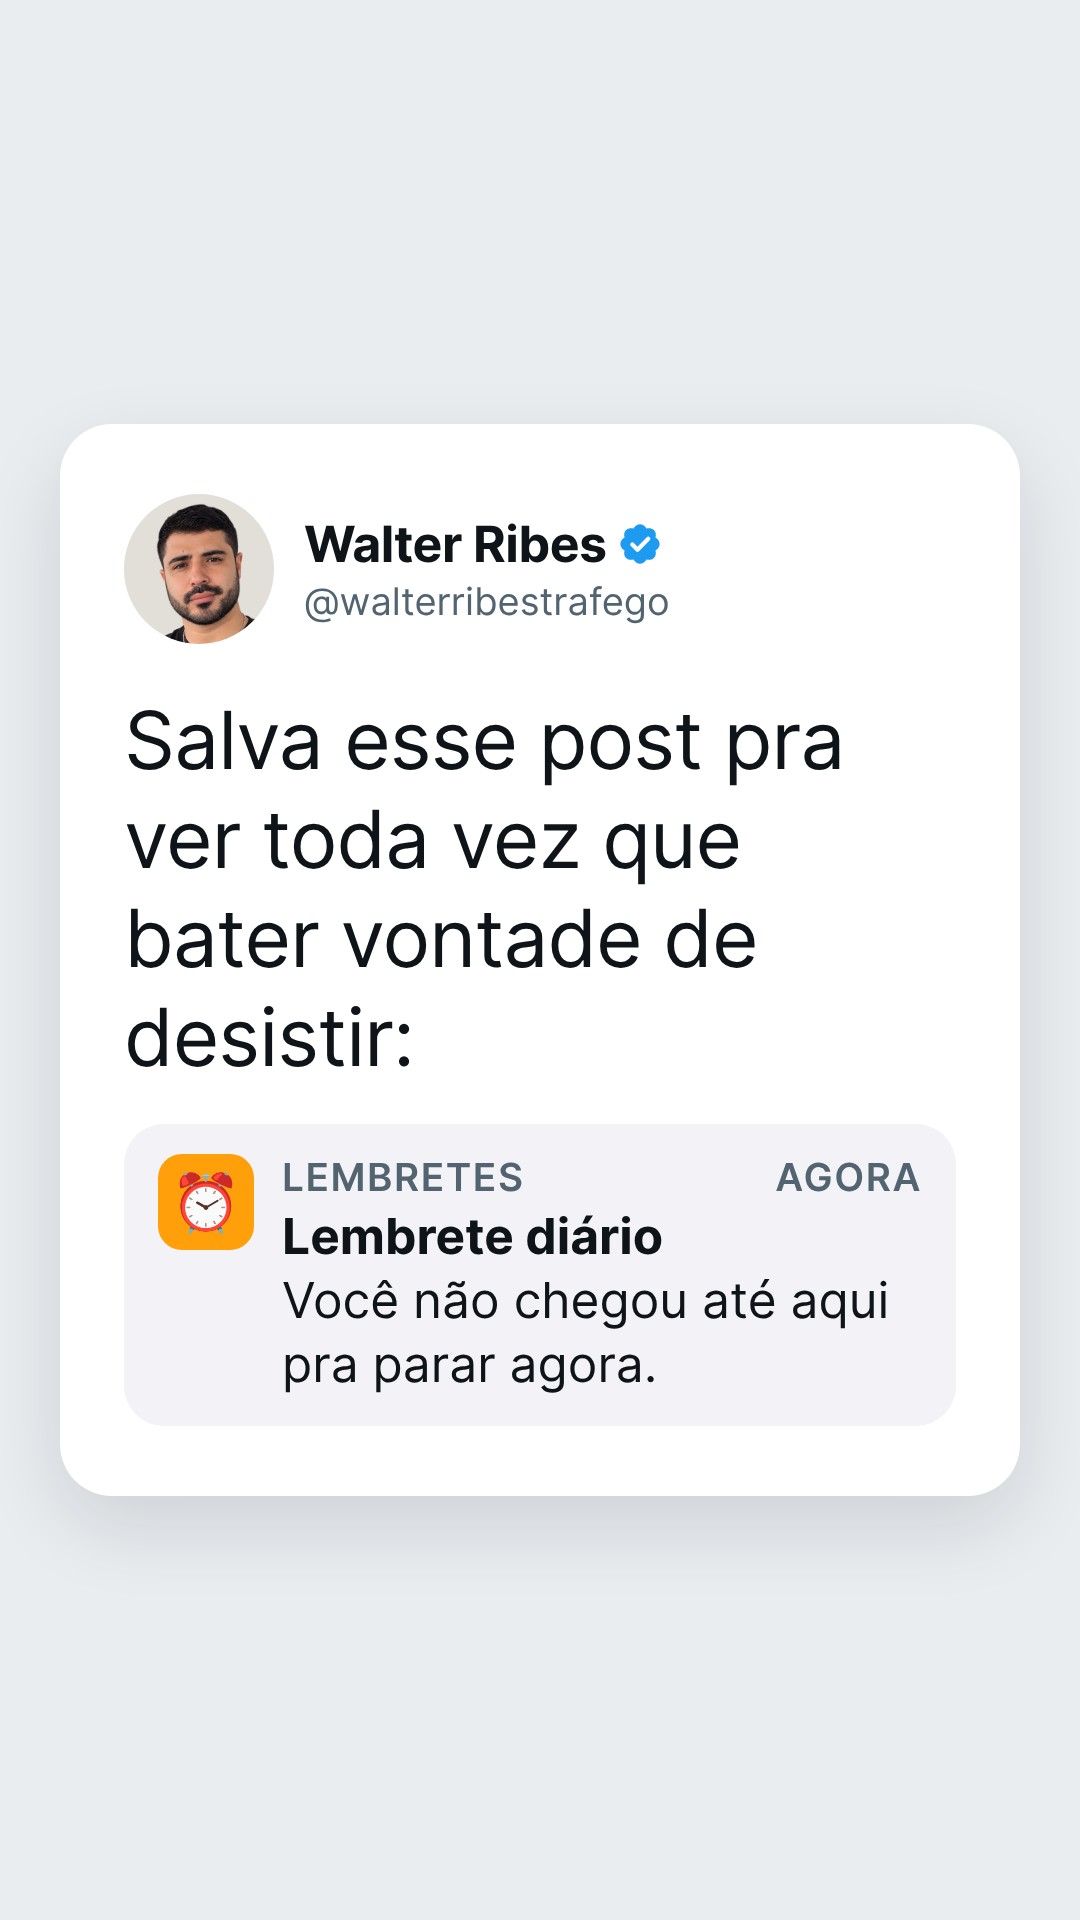 Walter Ribes
@walterribestrafego
Salva esse post pra
ver toda vez que
bater vontade de
desistir:
LEMBRETES AGORA
Lembrete diário
Você não chegou até aqui
pra parar agora.